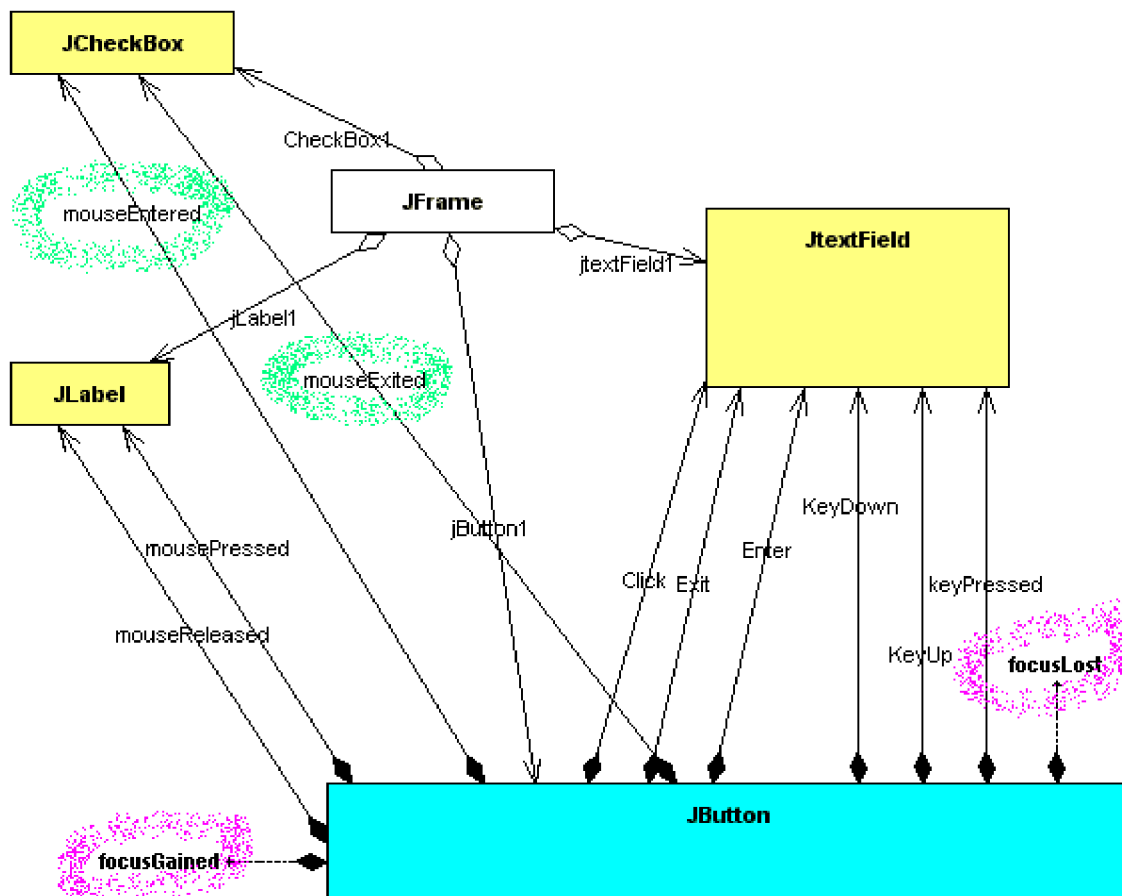 JCheckBox
CheckBox1
JFrame
mouseEntered
JtextField
jtextField1
jLabel1
mouseExited
JLabel
KeyDown
jButton1
mousePressed
Enter
Click
Exit
keyPressed
mouseReleased
KeyUp
focusLost
JButton
focusGained